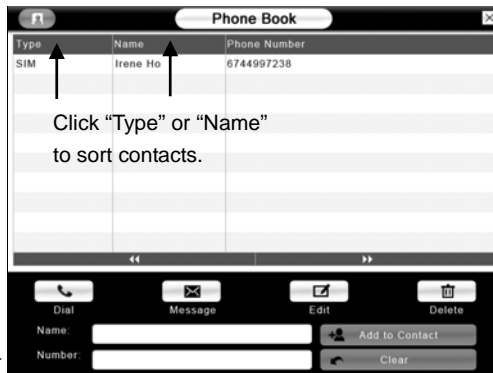 Phone Book
Type Name Phone Number
SIM Irene Ho 6744997238
Click “Type” or “Name”
to sort contacts.
Dial Message Edit Delete
Name: Add to Contact
Number: Clear